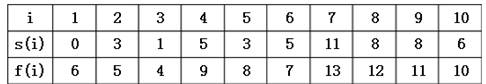 i 1 2 3 4 5 6 7 8 9 10
s(i) 0 3 1 5 3 5 11 8 8 6
f(i) 6 5 4 9 8 7 13 12 11 10